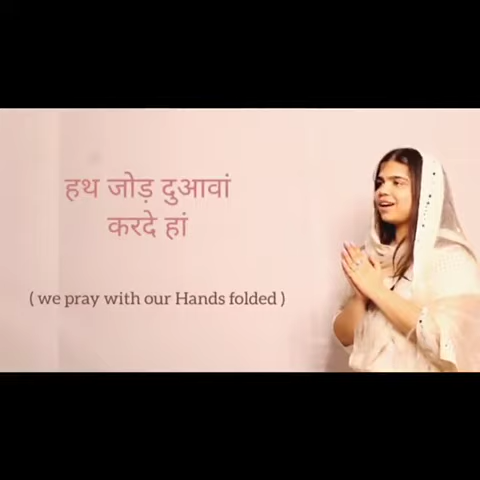 हथ जोड़ दुआवां
करदे हां
( we pray with our Hands folded )